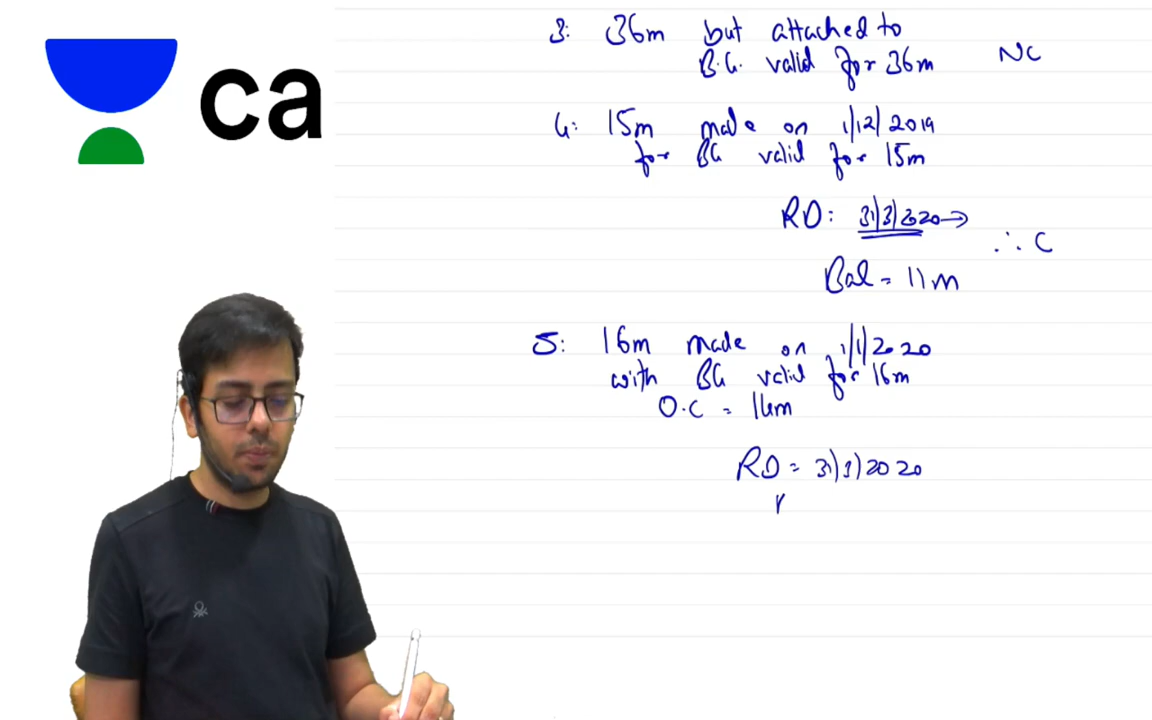 ca
3: 36m but attached to
B.G. valid for 36m NC
4: 15m made on 1/12/2019
for BG valid for 15m
RD: 31/3/2020→
∴ C
Bal = 11m
5: 16m made on 1/1/2020
with BG valid for 16m
O.C = 16m
RD = 31/3/2020